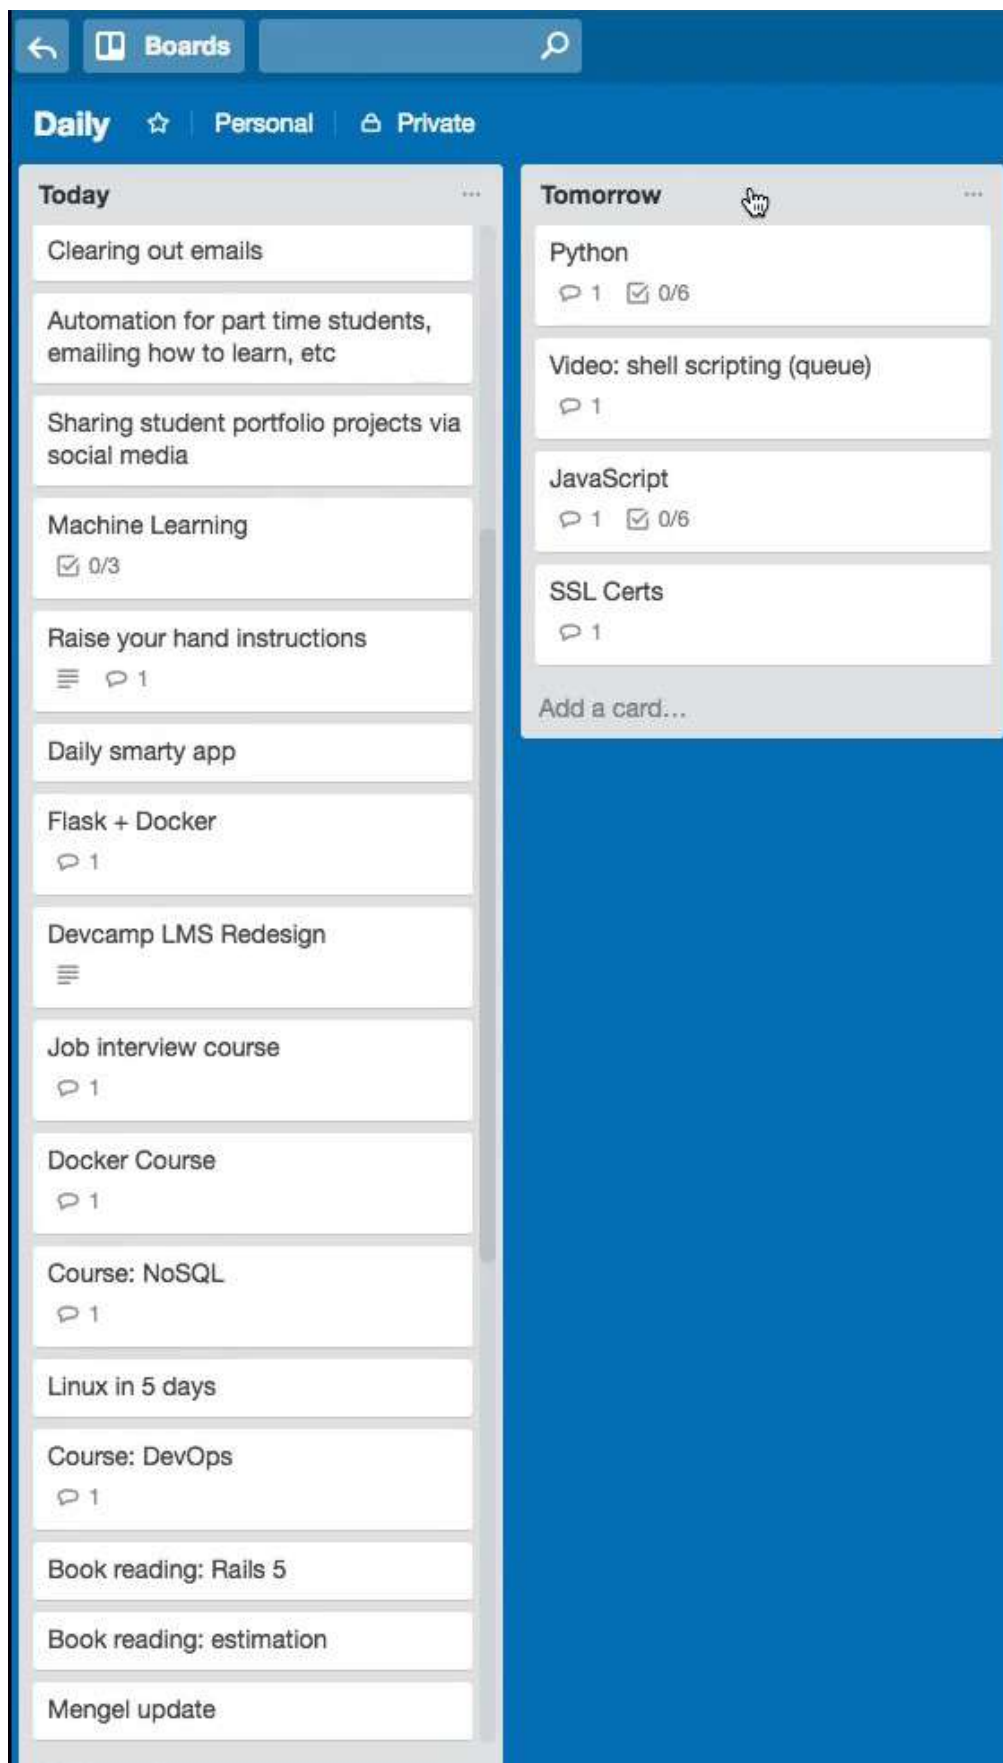 Boards
Daily
Personal
Private
Today
...
Clearing out emails
Automation for part time students,
emailing how to learn, etc
Sharing student portfolio projects via
social media
Machine Learning
0/3
Raise your hand instructions
1
Daily smarty app
Flask + Docker
1
Devcamp LMS Redesign
Job interview course
1
Docker Course
1
Course: NoSQL
1
Linux in 5 days
Course: DevOps
1
Book reading: Rails 5
Book reading: estimation
Mengel update
Tomorrow
...
Python
1 0/6
Video: shell scripting (queue)
1
JavaScript
1 0/6
SSL Certs
1
Add a card...